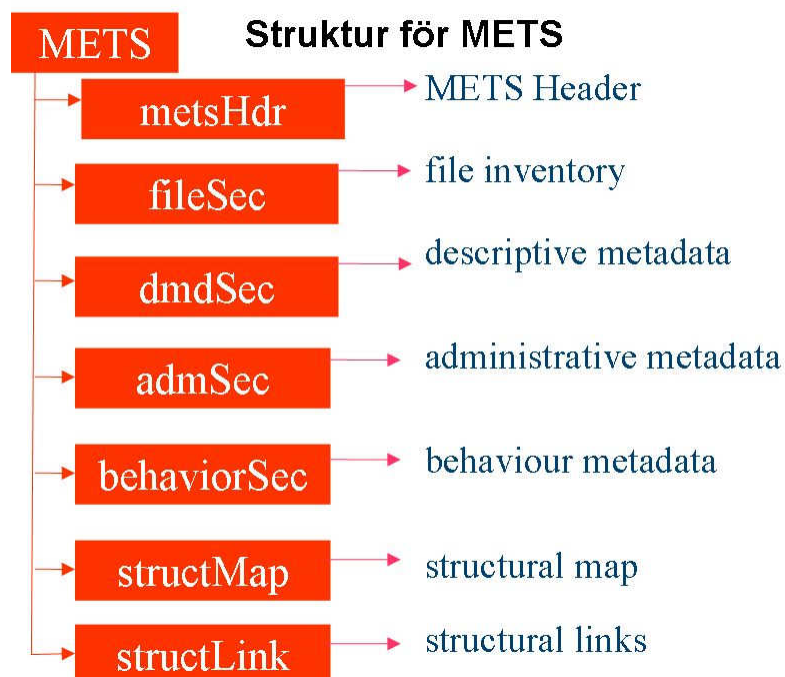 METS
Struktur för METS
metsHdr
METS Header
fileSec
file inventory
dmdSec
descriptive metadata
admSec
administrative metadata
behaviorSec
behaviour metadata
structMap
structural map
structLink
structural links